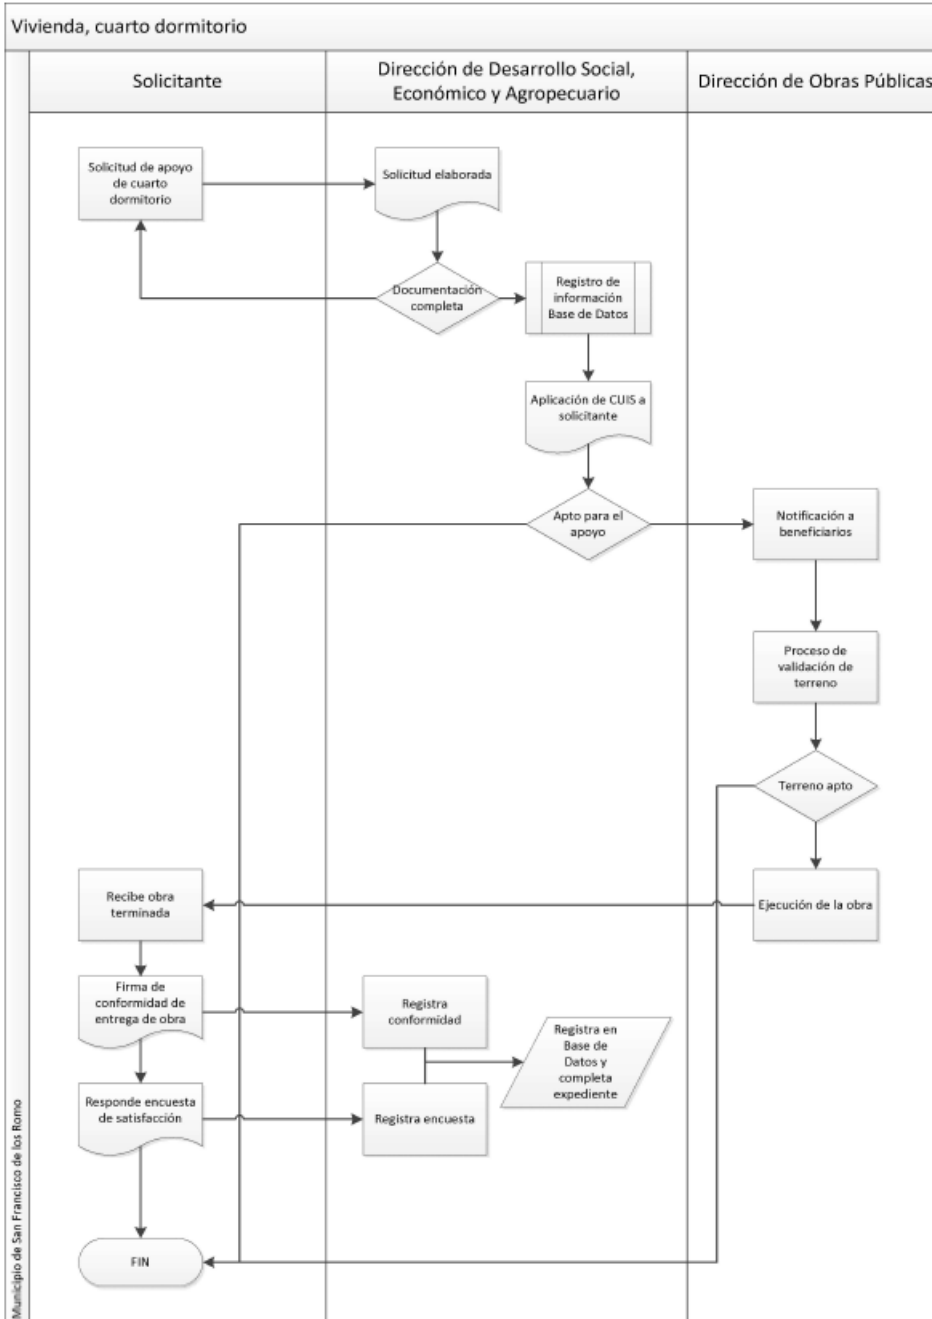 Vivienda, cuarto dormitorio
Solicitante
Dirección de Desarrollo Social,
Económico y Agropecuario
Dirección de Obras Públicas
Solicitud de apoyo
de cuarto
dormitorio
Solicitud elaborada
Documentación
completa
Registro de
información
Base de Datos
Aplicación de CUIS a
solicitante
Apto para el
apoyo
Notificación a
beneficiarios
Proceso de
validación de
terreno
Terreno apto
Ejecución de la obra
Recibe obra
terminada
Firma de
conformidad de
entrega de obra
Registra
conformidad
Registra en
Base de
Datos y
completa
expediente
Responde encuesta
de satisfacción
Registra encuesta
FIN
Municipio de San Francisco de los Romo